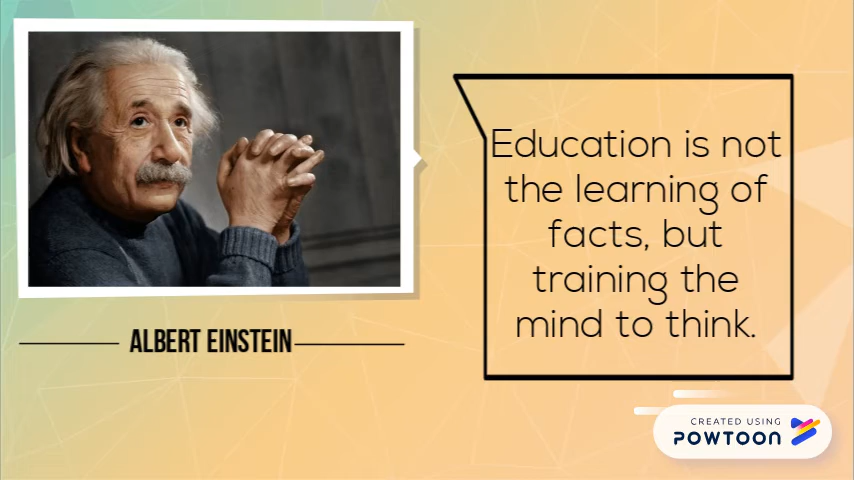 ALBERT EINSTEIN
Education is not
the learning of
facts, but
training the
mind to think.
CREATED USING
POWTOON